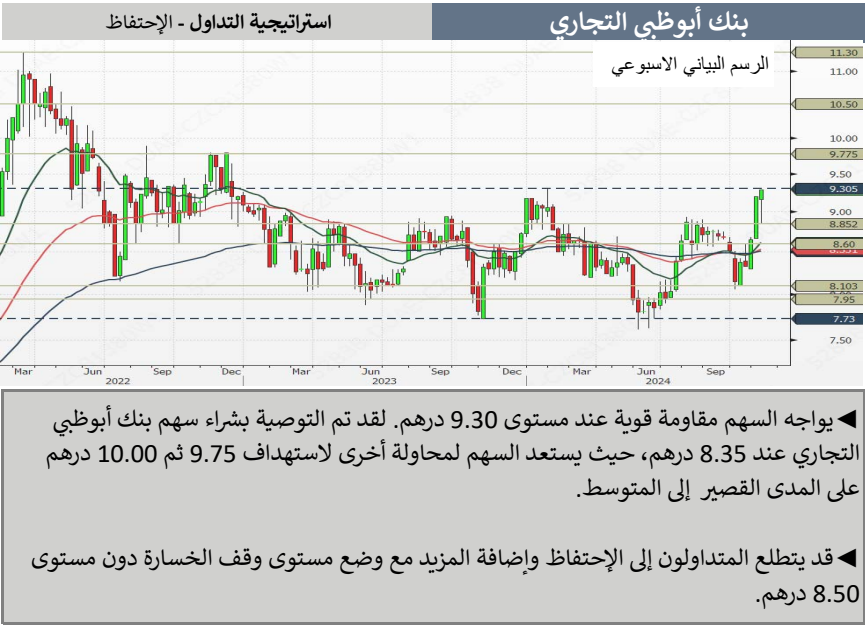 بنك أبوظبي التجاري
استراتيجية التداول - الإحتفاظ
الرسم البياني الاسبوعي
11.30
11.00
10.50
10.00
9.775
9.50
9.305
9.00
8.852
8.60
8.103
7.95
7.73
7.50
Mar Jun Sep Dec Mar Jun Sep Dec Mar Jun Sep
2022 2023 2024
◄يواجه السهم مقاومة قوية عند مستوى 9.30 درهم. لقد تم التوصية بشراء سهم بنك أبوظبي
التجاري عند 8.35 درهم، حيث يستعد السهم لمحاولة أخرى لاستهداف 9.75 ثم 10.00 درهم
على المدى القصير إلى المتوسط.
◄قد يتطلع المتداولون إلى الإحتفاظ وإضافة المزيد مع وضع مستوى وقف الخسارة دون مستوى
8.50 درهم.